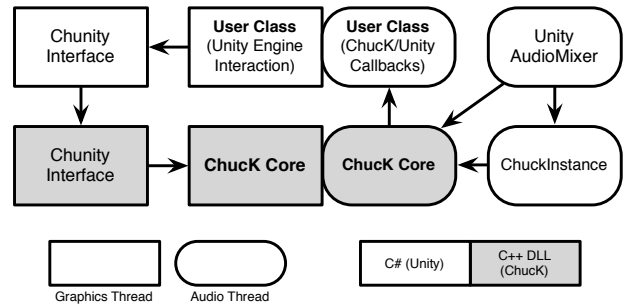 Chunity
Interface
User Class
(Unity Engine
Interaction)
User Class
(ChucK/Unity
Callbacks)
Unity
AudioMixer
Chunity
Interface
ChucK Core
ChucK Core
ChuckInstance
Graphics Thread
Audio Thread
C# (Unity)
C++ DLL
(ChucK)